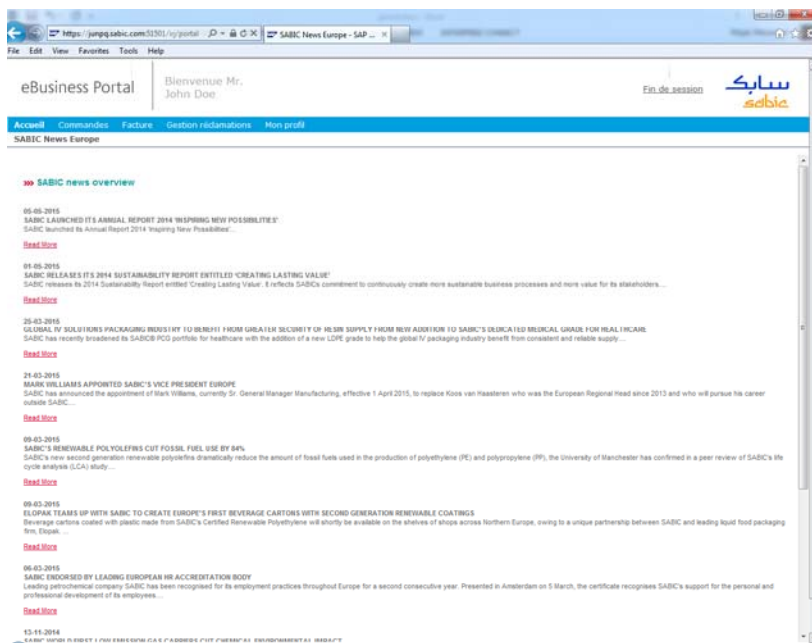 https://junpq.sabic.com:51501/irj/portal
SABIC News Europe - SAP ...
File Edit View Favorites Tools Help
eBusiness Portal
Bienvenue Mr.
John Doe
Fin de session
سابك
sabic
Accueil Commandes Facture Gestion réclamations Mon profil
SABIC News Europe
SABIC news overview
05-05-2015
SABIC LAUNCHED ITS ANNUAL REPORT 2014 'INSPIRING NEW POSSIBILITIES'
SABIC launched its Annual Report 2014 'Inspiring New Possibilities'...
Read More
01-05-2015
SABIC RELEASES ITS 2014 SUSTAINABILITY REPORT ENTITLED 'CREATING LASTING VALUE'
SABIC releases its 2014 Sustainability Report entitled 'Creating Lasting Value'. It reflects SABICs commitment to continuously create more sustainable business processes and more value for its stakeholders....
Read More
25-03-2015
GLOBAL IV SOLUTIONS PACKAGING INDUSTRY TO BENEFIT FROM GREATER SECURITY OF RESIN SUPPLY FROM NEW ADDITION TO SABIC'S DEDICATED MEDICAL GRADE FOR HEALTHCARE
SABIC has recently broadened its SABIC® PCG portfolio for healthcare with the addition of a new LDPE grade to help the global IV packaging industry benefit from consistent and reliable supply....
Read More
21-03-2015
MARK WILLIAMS APPOINTED SABIC'S VICE PRESIDENT EUROPE
SABIC has announced the appointment of Mark Williams, currently Sr. General Manager Manufacturing, effective 1 April 2015, to replace Koos van Haasteren who was the European Regional Head since 2013 and who will pursue his career
outside SABIC....
Read More
09-03-2015
SABIC'S RENEWABLE POLYOLEFINS CUT FOSSIL FUEL USE BY 84%
SABIC's new second generation renewable polyolefins dramatically reduce the amount of fossil fuels used in the production of polyethylene (PE) and polypropylene (PP), the University of Manchester has confirmed in a peer review of SABIC's life
cycle analysis (LCA) study....
Read More
09-03-2015
ELOPAK TEAMS UP WITH SABIC TO CREATE EUROPE'S FIRST BEVERAGE CARTONS WITH SECOND GENERATION RENEWABLE COATINGS
Beverage cartons coated with plastic made from SABIC's Certified Renewable Polyethylene will shortly be available on the shelves of shops across Northern Europe, owing to a unique partnership between SABIC and leading liquid food packaging
firm, Elopak. ...
Read More
06-03-2015
SABIC ENDORSED BY LEADING EUROPEAN HR ACCREDITATION BODY
Leading petrochemical company SABIC has been recognised for its employment practices throughout Europe for a second consecutive year. Presented in Amsterdam on 5 March, the certificate recognises SABIC's support for the personal and
professional development of its employees....
Read More
13-11-2014
SABIC WORLD FIRST LOW EMISSION GAS CARRIERS CUT CHEMICAL ENVIRONMENTAL IMPACT